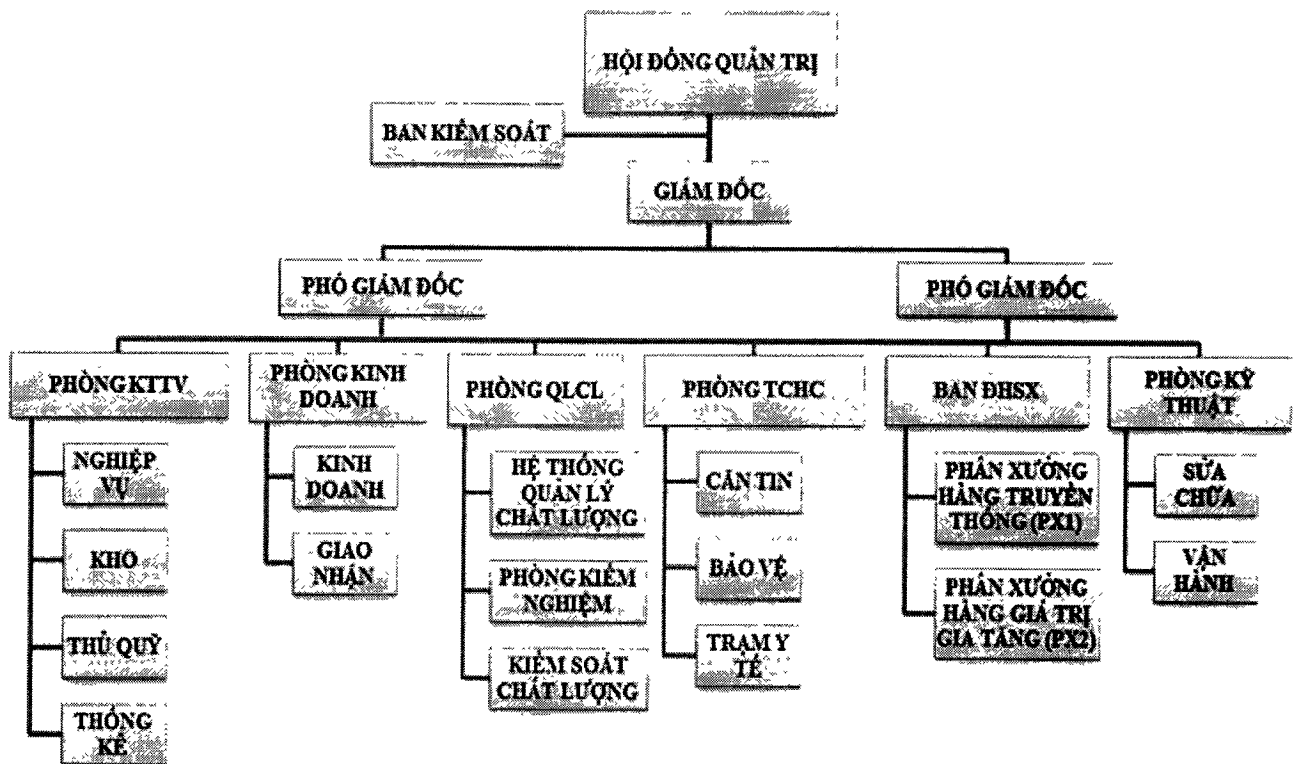 HỘI ĐỒNG QUẢN TRỊ
BAN KIỂM SOÁT
GIÁM ĐỐC
PHÓ GIÁM ĐỐC
PHÓ GIÁM ĐỐC
PHÒNG KTTV
PHÒNG KINH
DOANH
PHÒNG QLCL
PHÒNG TCHC
BAN ĐHSX
PHÒNG KỸ
THUẬT
NGHIỆP
VỤ
KHO
THỦ QUỸ
THỐNG
KÊ
KINH
DOANH
GIAO
NHẬN
HỆ THỐNG
QUẢN LÝ
CHẤT LƯỢNG
PHÒNG KIỂM
NGHIỆM
KIỂM SOÁT
CHẤT LƯỢNG
CĂN TIN
BẢO VỆ
TRẠM Y
TẾ
PHÂN XƯỞNG
HÀNG TRUYỀN
THỐNG (PX1)
PHÂN XƯỞNG
HÀNG GIÁ TRỊ
GIA TĂNG (PX2)
SỬA
CHỮA
VẬN
HÀNH